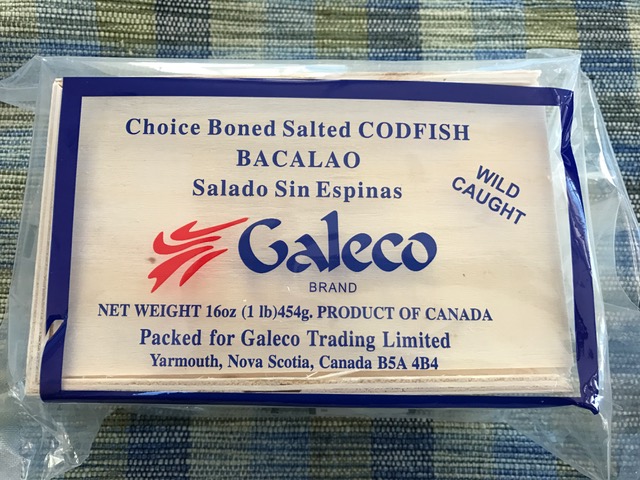 Choice Boned Salted CODFISH
BACALAO
Salado Sin Espinas
WILD
CAUGHT
Galeco
BRAND
NET WEIGHT 16oz (1 lb)454g. PRODUCT OF CANADA
Packed for Galeco Trading Limited
Yarmouth, Nova Scotia, Canada B5A 4B4